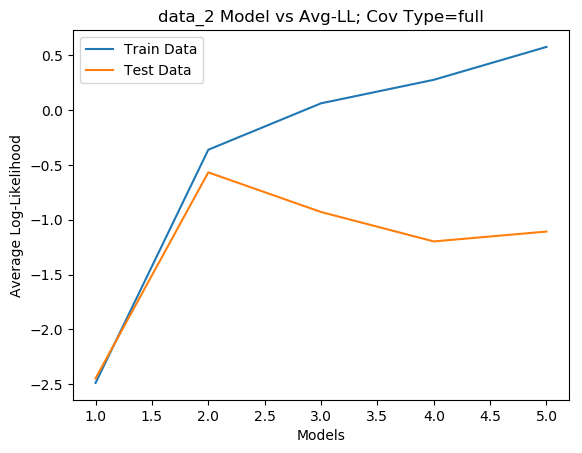 data_2 Model vs Avg-LL; Cov Type=full
Train Data
Test Data
Average Log-Likelihood
0.5
0.0
−0.5
−1.0
−1.5
−2.0
−2.5
1.0 1.5 2.0 2.5 3.0 3.5 4.0 4.5 5.0
Models